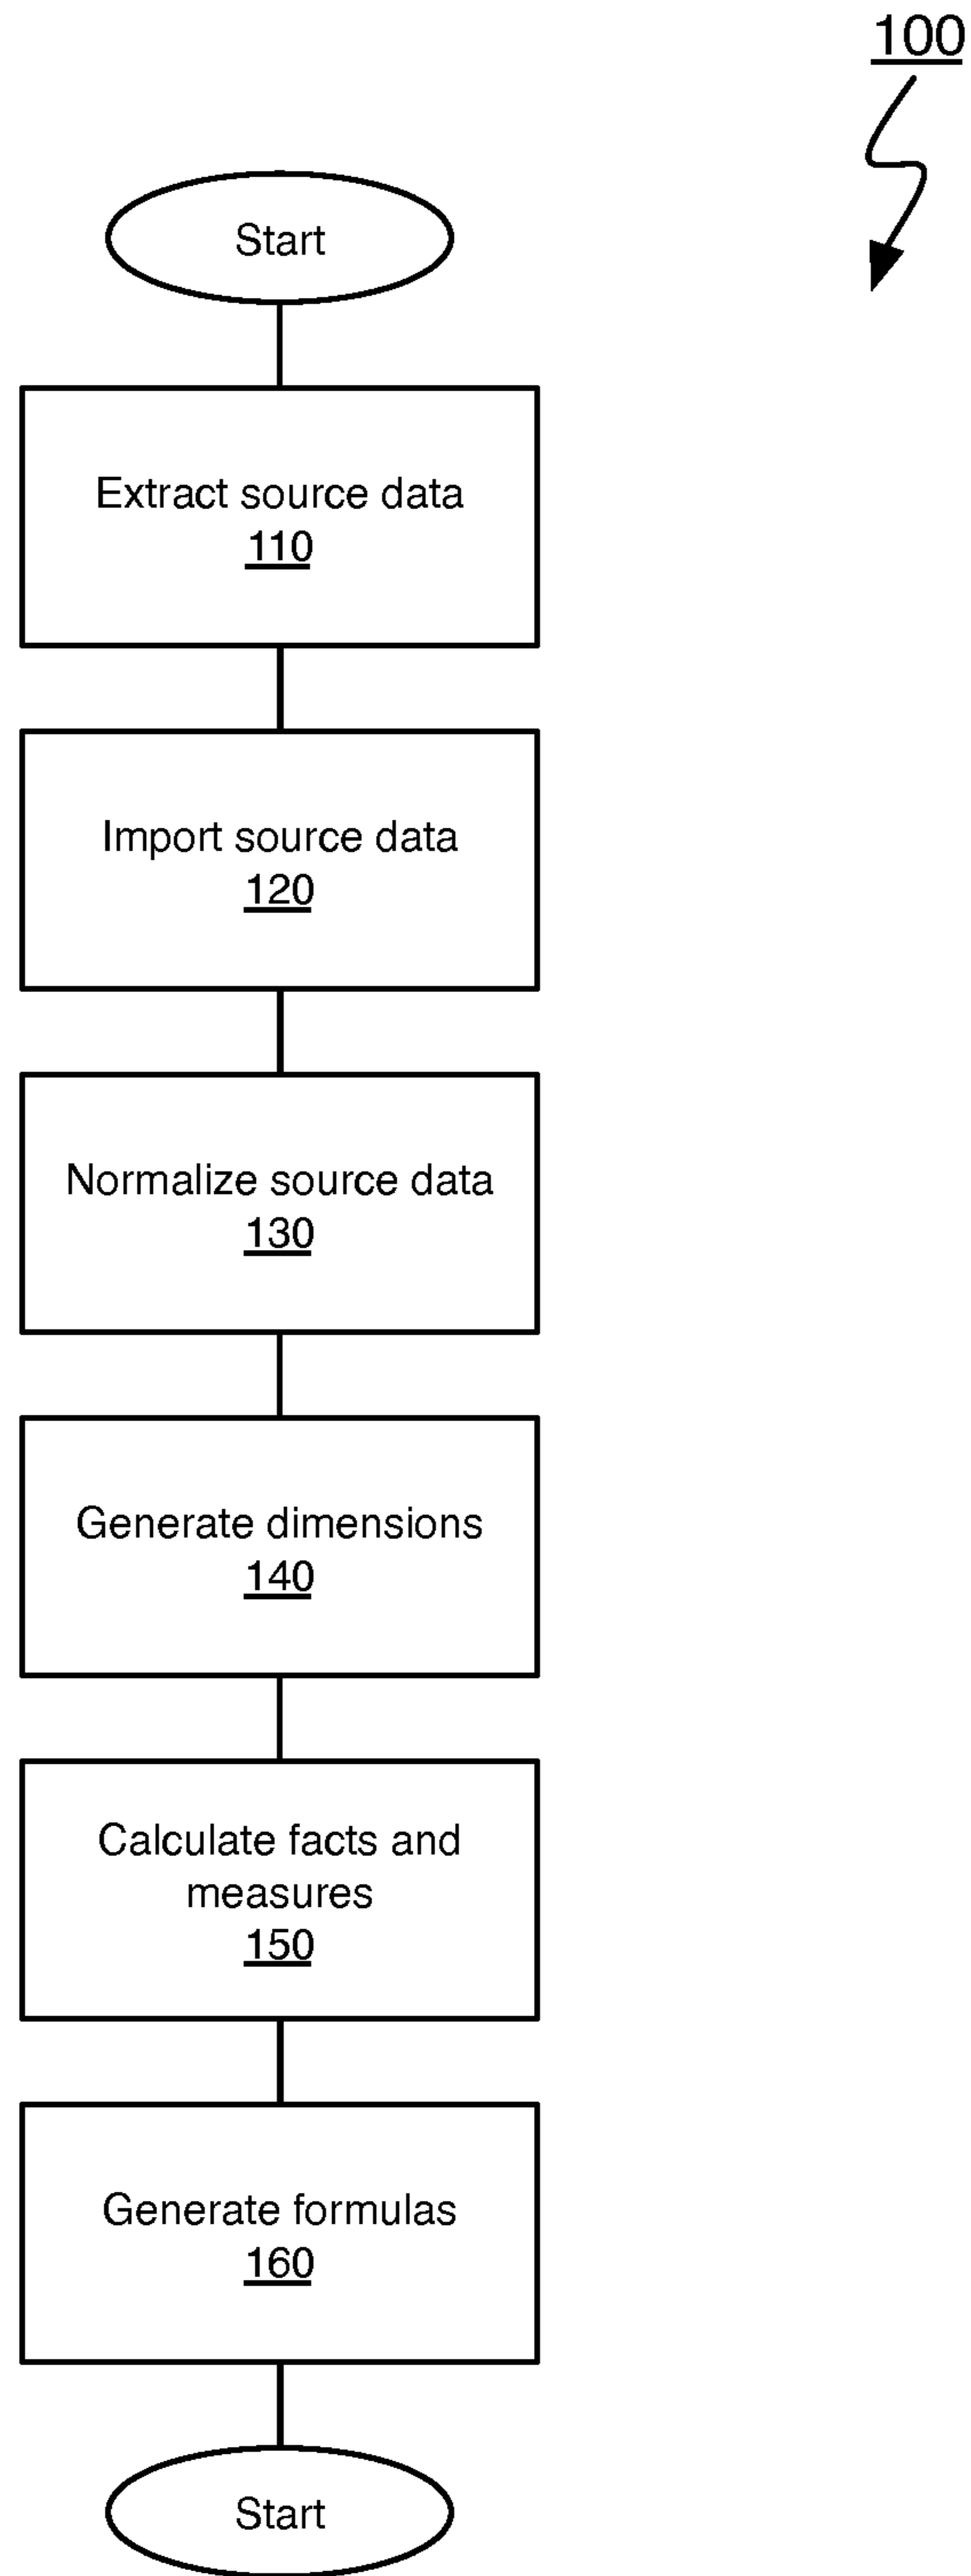 100
Start
Extract source data
110
Import source data
120
Normalize source data
130
Generate dimensions
140
Calculate facts and
measures
150
Generate formulas
160
Start